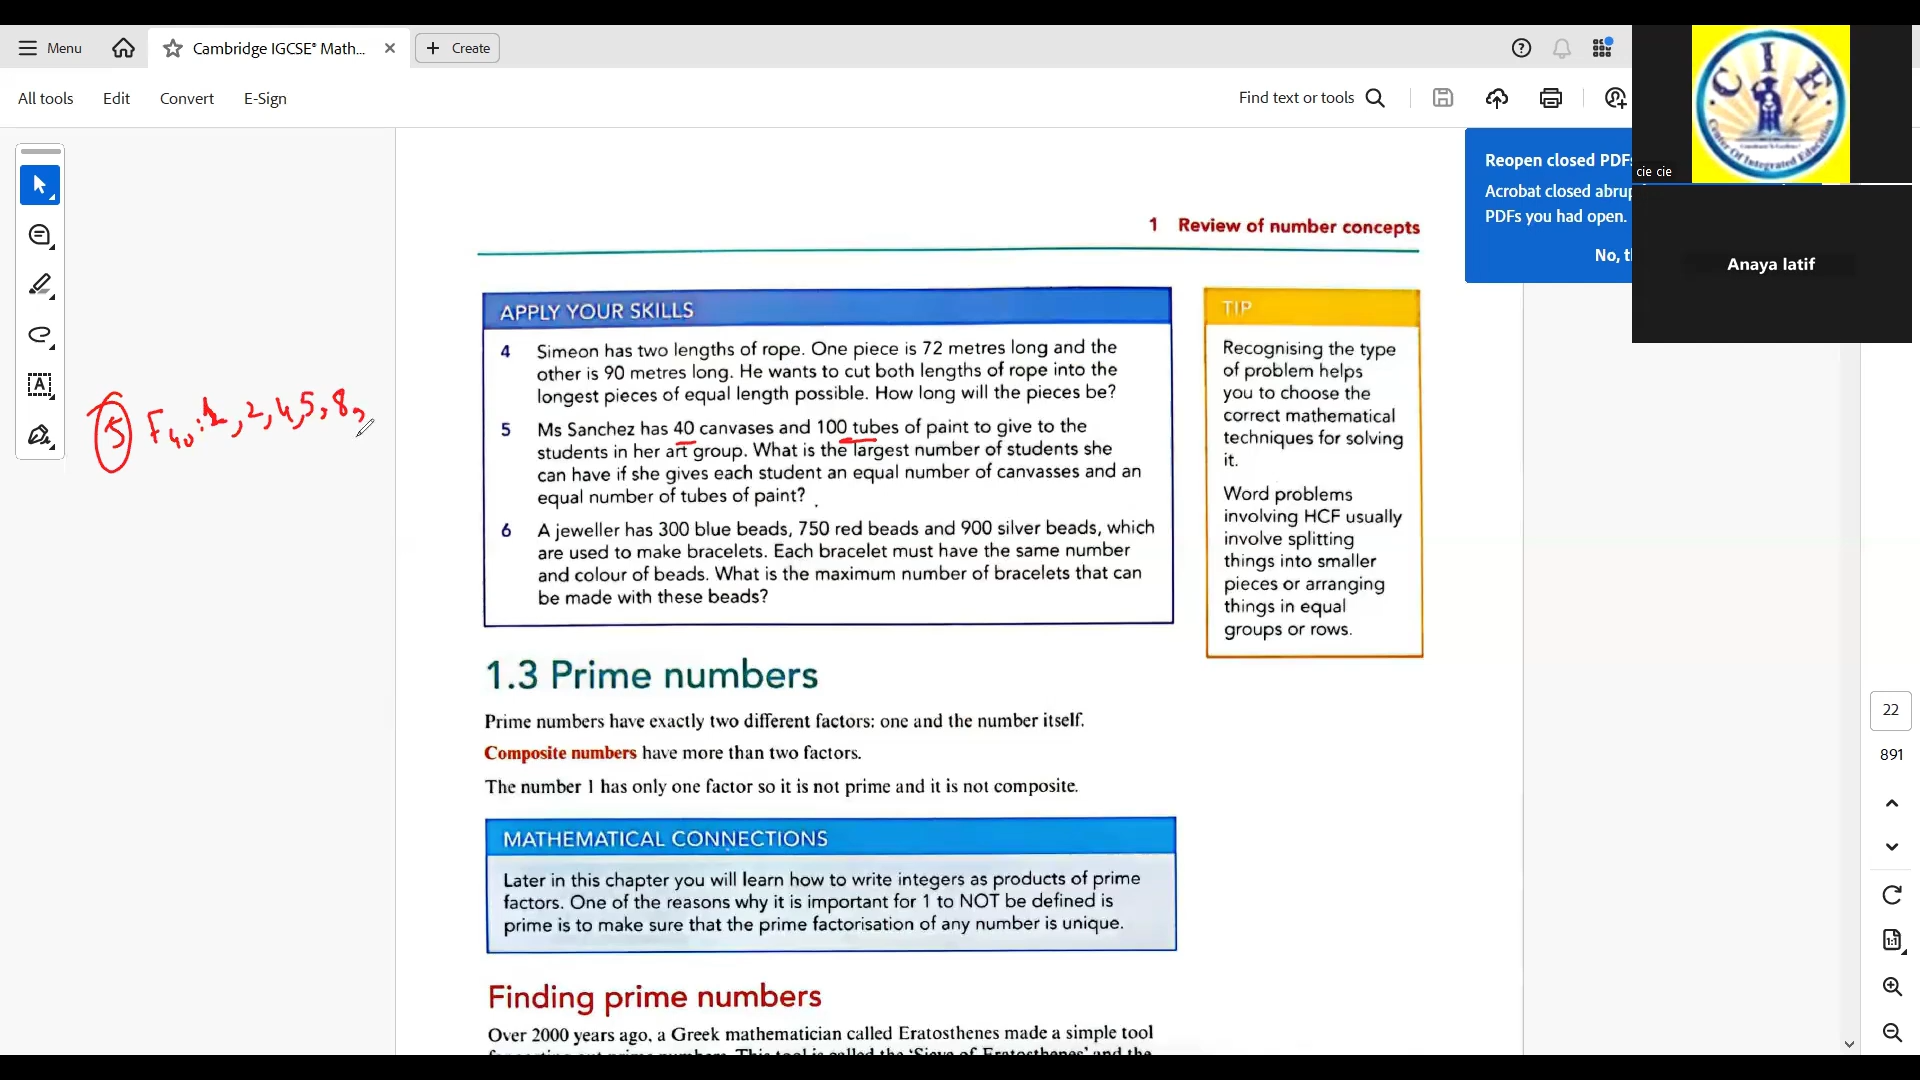 Menu
Cambridge IGCSE® Math...
Create
All tools
Edit
Convert
E-Sign
Find text or tools
Reopen closed PDFs
Acrobat closed abrup
PDFs you had open.
No, t
cie cie
C I E
Center Of Integrated Education
Anaya latif
1 Review of number concepts
APPLY YOUR SKILLS
4 Simeon has two lengths of rope. One piece is 72 metres long and the
other is 90 metres long. He wants to cut both lengths of rope into the
longest pieces of equal length possible. How long will the pieces be?
5 Ms Sanchez has 40 canvases and 100 tubes of paint to give to the
students in her art group. What is the largest number of students she
can have if she gives each student an equal number of canvasses and an
equal number of tubes of paint?
6 A jeweller has 300 blue beads, 750 red beads and 900 silver beads, which
are used to make bracelets. Each bracelet must have the same number
and colour of beads. What is the maximum number of bracelets that can
be made with these beads?
TIP
Recognising the type
of problem helps
you to choose the
correct mathematical
techniques for solving
it.
Word problems
involving HCF usually
involve splitting
things into smaller
pieces or arranging
things in equal
groups or rows.
5 F40: 1, 2, 4, 5, 8,
1.3 Prime numbers
Prime numbers have exactly two different factors: one and the number itself.
Composite numbers have more than two factors.
The number 1 has only one factor so it is not prime and it is not composite.
MATHEMATICAL CONNECTIONS
Later in this chapter you will learn how to write integers as products of prime
factors. One of the reasons why it is important for 1 to NOT be defined is
prime is to make sure that the prime factorisation of any number is unique.
Finding prime numbers
Over 2000 years ago, a Greek mathematician called Eratosthenes made a simple tool
22
891